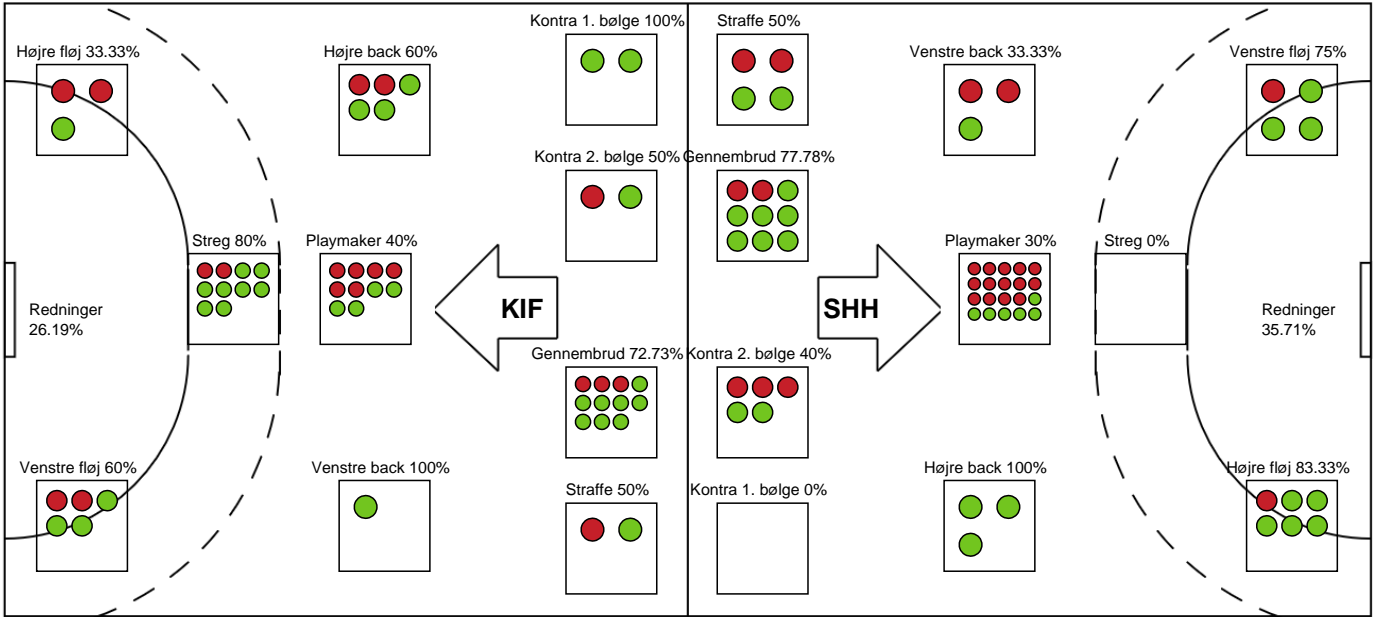 Kontra 1. bølge 100%
Straffe 50%
Højre fløj 33.33%
Højre back 60%
Venstre back 33.33%
Venstre fløj 75%
Kontra 2. bølge 50%
Gennembrud 77.78%
Streg 80%
Playmaker 40%
Playmaker 30%
Streg 0%
Redninger
26.19%
KIF
SHH
Redninger
35.71%
Gennembrud 72.73%
Kontra 2. bølge 40%
Venstre fløj 60%
Venstre back 100%
Straffe 50%
Kontra 1. bølge 0%
Højre back 100%
Højre fløj 83.33%